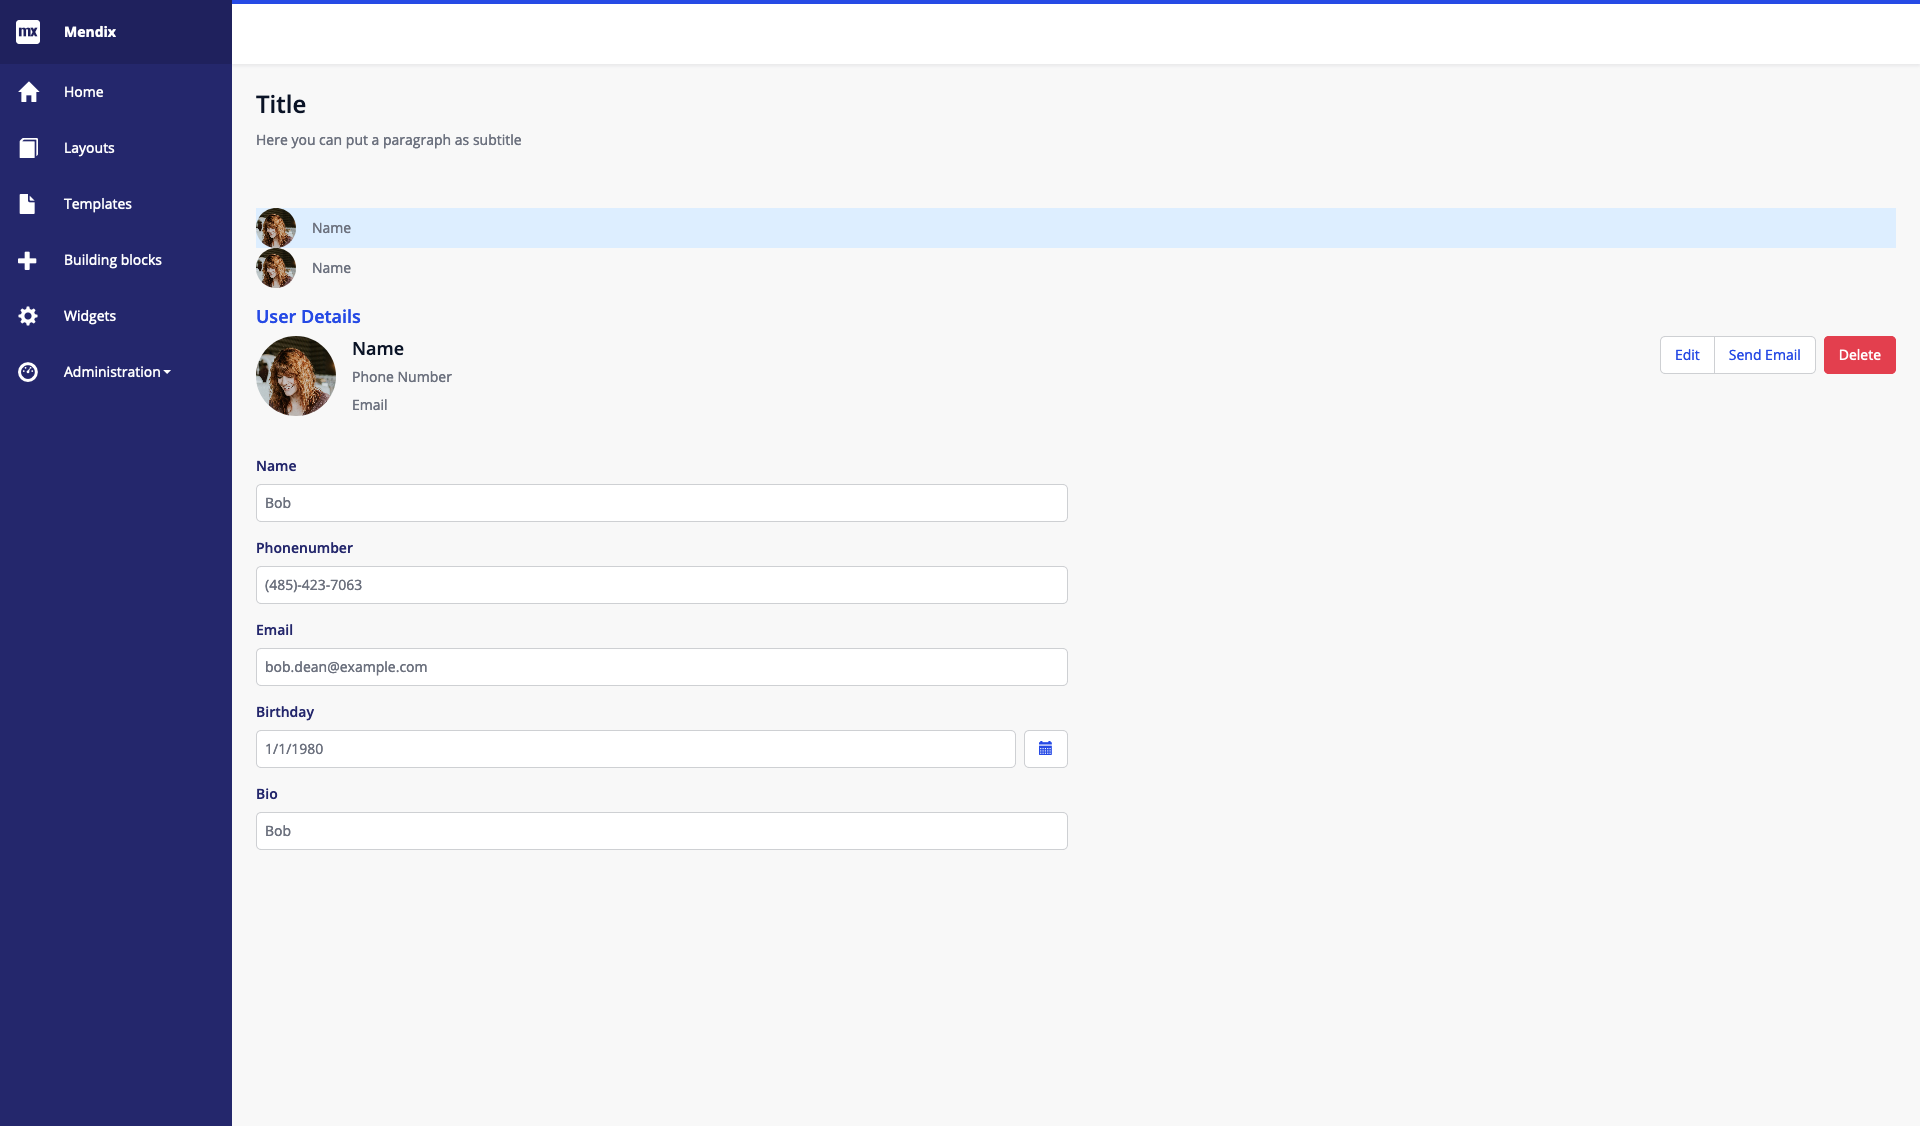 mx
Mendix
Home
Layouts
Templates
Building blocks
Widgets
Administration
Title
Here you can put a paragraph as subtitle
Name
Name
User Details
Name
Phone Number
Email
Edit
Send Email
Delete
Name
Bob
Phonenumber
(485)-423-7063
Email
bob.dean@example.com
Birthday
1/1/1980
Bio
Bob